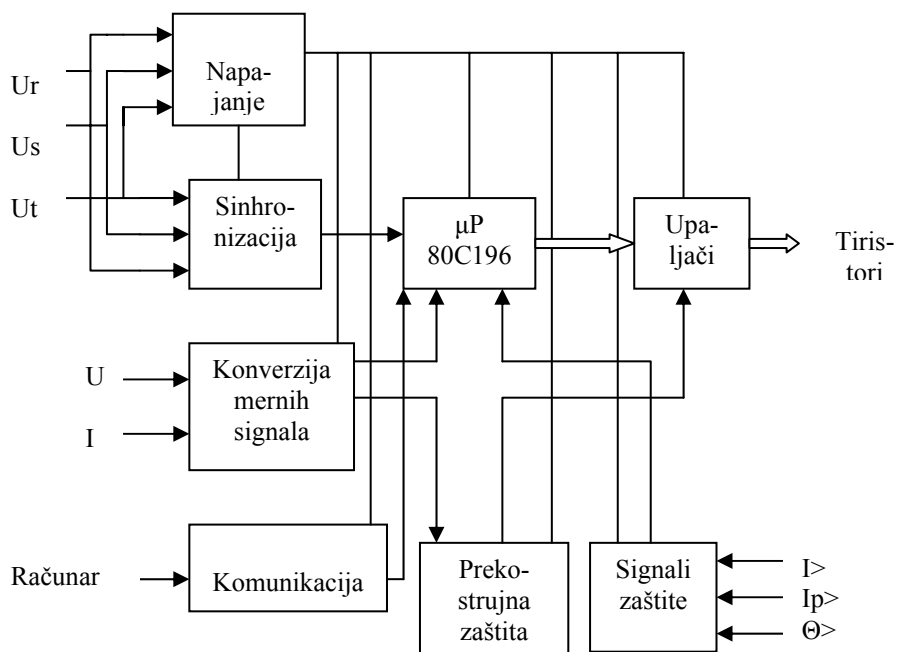 Ur
Us
Ut
Napa-
janje
Sinhro-
nizacija
μP
80C196
Upa-
ljači
Tiris-
tori
U
I
Konverzija
mernih
signala
Računar
Komunikacija
Preko-
strujna
zaštita
Signali
zaštite
I>
Ip>
Θ>